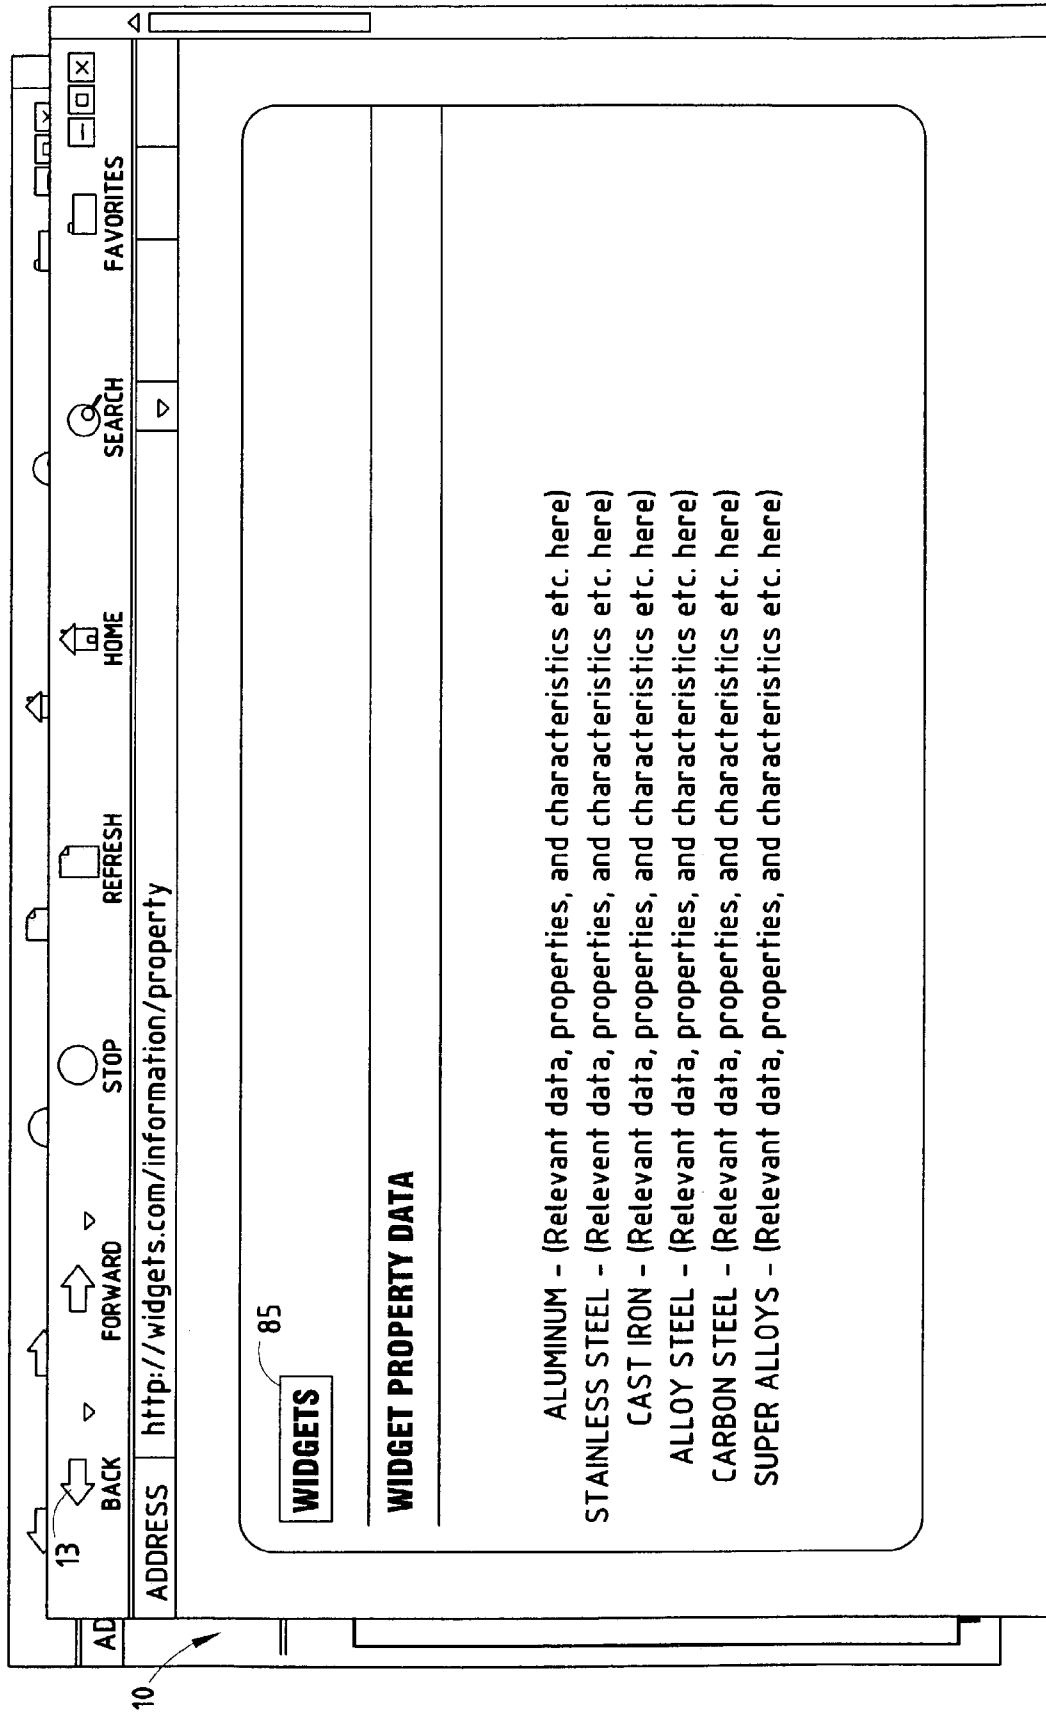 AD
10
13
BACK
FORWARD
STOP
REFRESH
HOME
SEARCH
FAVORITES
ADDRESS http://widgets.com/information/property
WIDGETS
85
WIDGET PROPERTY DATA
ALUMINUM – (Relevant data, properties, and characteristics etc. here)
STAINLESS STEEL – (Relevent data, properties, and characteristics etc. here)
CAST IRON – (Relevant data, properties, and characteristics etc. here)
ALLOY STEEL – (Relevant data, properties, and characteristics etc. here)
CARBON STEEL – (Relevant data, properties, and characteristics etc. here)
SUPER ALLOYS – (Relevant data, properties, and characteristics etc. here)